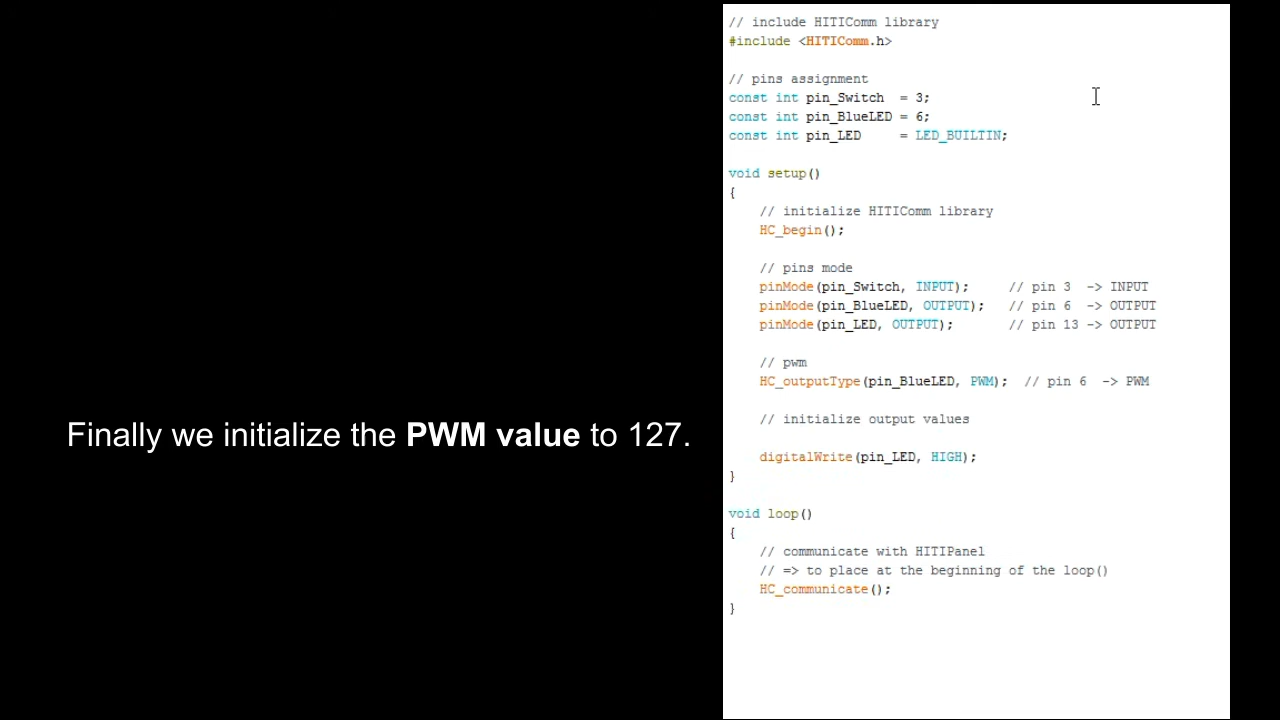 Finally we initialize the PWM value to 127.
// include HITIComm library
#include <HITIComm.h>
// pins assignment
const int pin_Switch  = 3;
const int pin_BlueLED = 6;
const int pin_LED     = LED_BUILTIN;
void setup()
{
    // initialize HITIComm library
    HC_begin();
    // pins mode
    pinMode(pin_Switch, INPUT);     // pin 3  -> INPUT
    pinMode(pin_BlueLED, OUTPUT);   // pin 6  -> OUTPUT
    pinMode(pin_LED, OUTPUT);       // pin 13 -> OUTPUT
    // pwm
    HC_outputType(pin_BlueLED, PWM);  // pin 6  -> PWM
    // initialize output values
    digitalWrite(pin_LED, HIGH);
}
void loop()
{
    // communicate with HITIPanel
    // => to place at the beginning of the loop()
    HC_communicate();
}